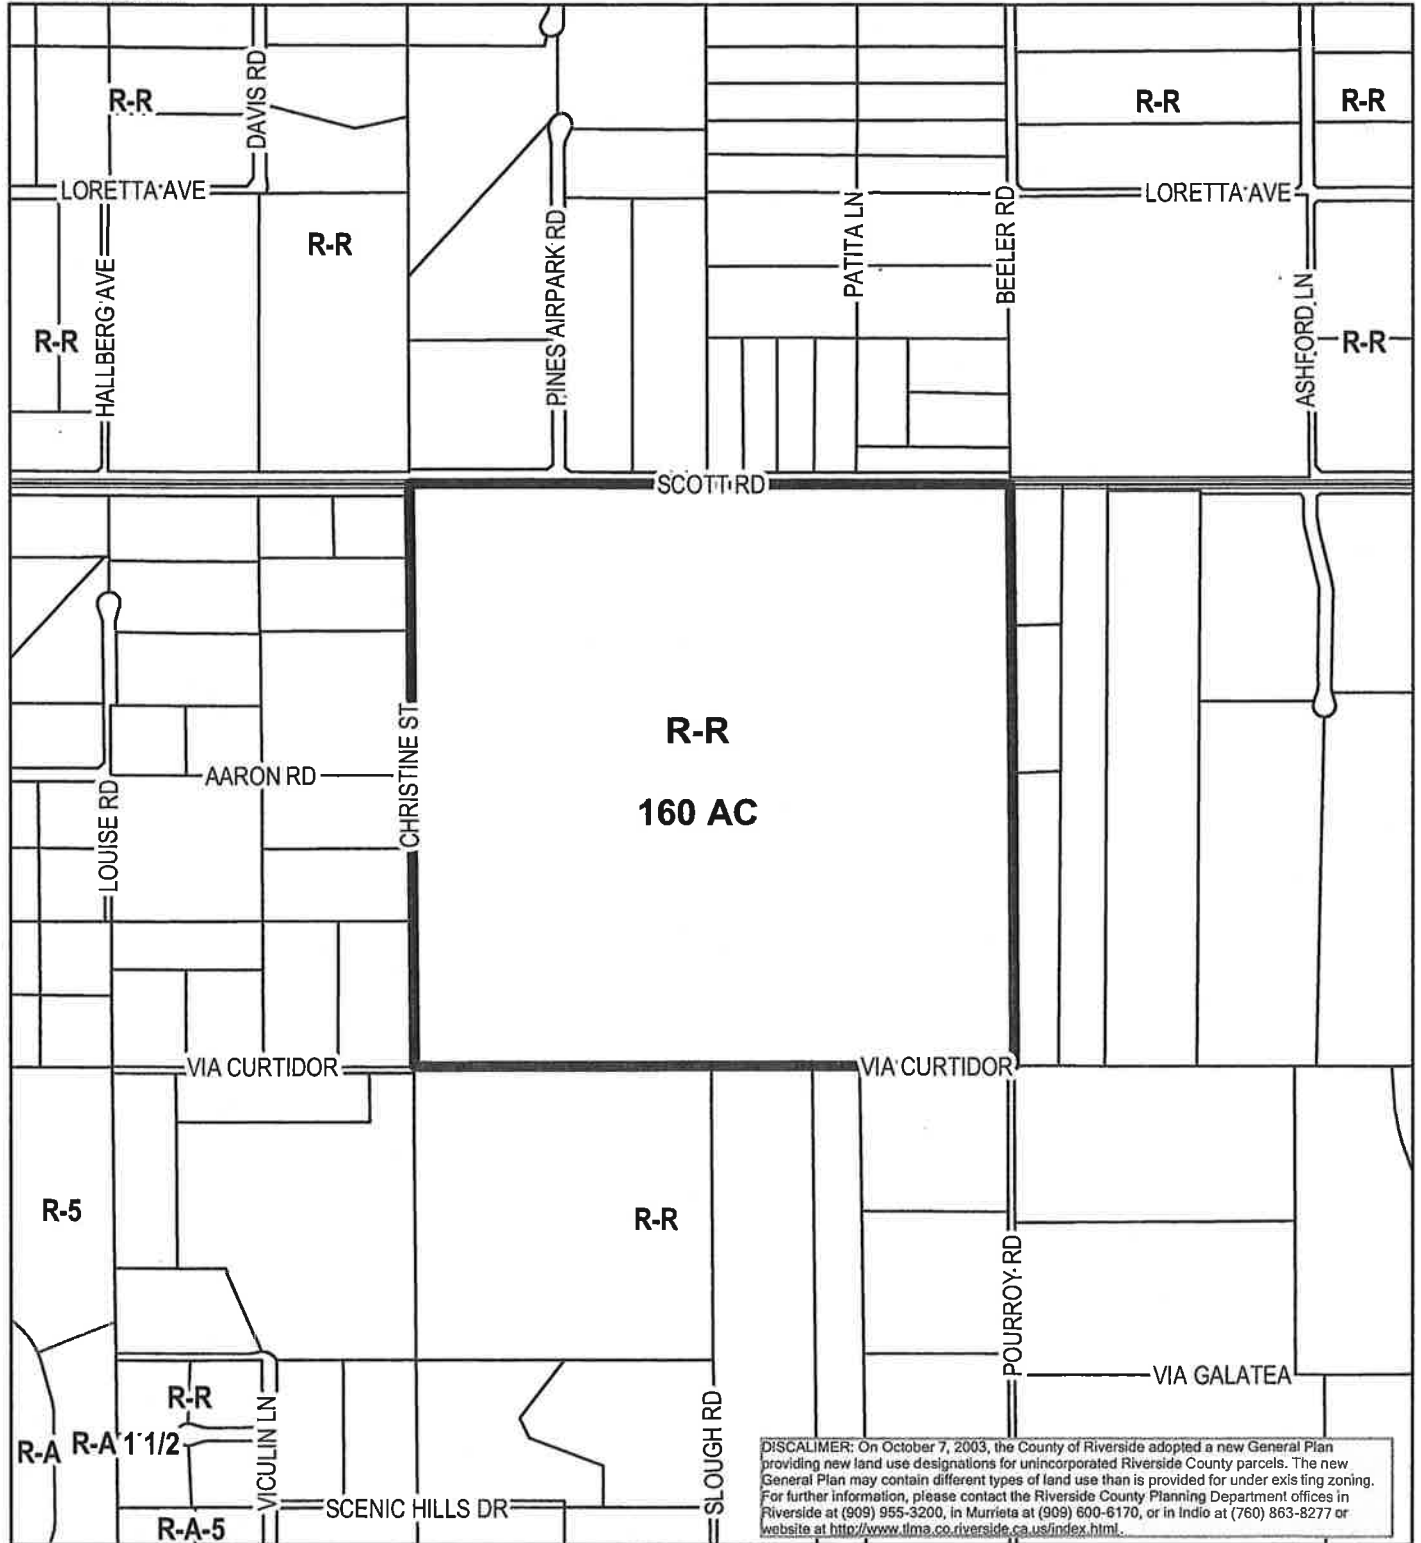 R-R
DAVIS RD
R-R
R-R
LORETTA AVE
LORETTA AVE
R-R
HALLBERG AVE
PINES AIRPARK RD
PATITA LN
BEELER RD
ASHFORD LN
R-R
R-R
SCOTT RD
R-R
160 AC
CHRISTINE ST
AARON RD
LOUISE RD
VIA CURTIDOR
VIA CURTIDOR
R-5
R-R
POURROY RD
VIA GALATEA
R-R
R-A
R-A 1 1/2
VICULIN LN
SLOUGH RD
SCENIC HILLS DR
R-A-5
DISCALIMER: On October 7, 2003, the County of Riverside adopted a new General Plan
providing new land use designations for unincorporated Riverside County parcels. The new
General Plan may contain different types of land use than is provided for under existing zoning.
For further information, please contact the Riverside County Planning Department offices in
Riverside at (909) 955-3200, in Murrieta at (909) 600-6170, or in Indio at (760) 863-8277 or
website at http://www.tlma.co.riverside.ca.us/index.html.